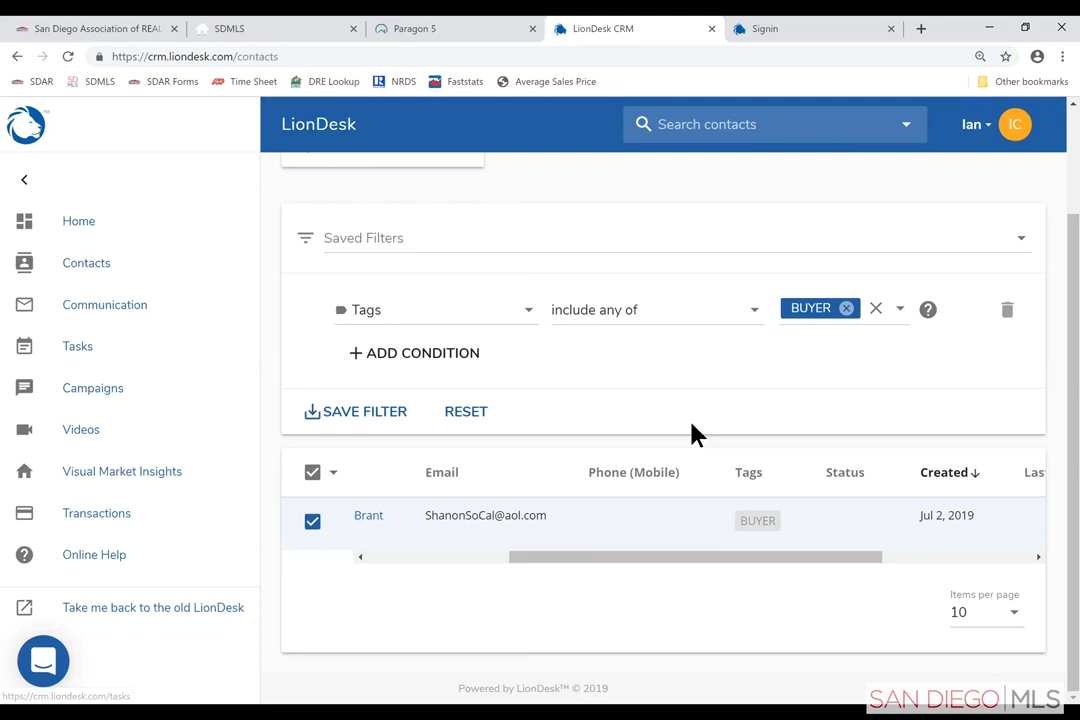 San Diego Association of REAL
SDMLS
Paragon 5
LionDesk CRM
Signin
https://crm.liondesk.com/contacts
SDAR
SDMLS
SDAR Forms
Time Sheet
DRE Lookup
NRDS
Faststats
Average Sales Price
Other bookmarks
LionDesk
Search contacts
Ian
IC
Home
Contacts
Communication
Tasks
Campaigns
Videos
Visual Market Insights
Transactions
Online Help
Take me back to the old LionDesk
https://crm.liondesk.com/tasks
Saved Filters
Tags
include any of
BUYER
+ ADD CONDITION
SAVE FILTER
RESET
Email
Phone (Mobile)
Tags
Status
Created
Las
Brant
ShanonSoCal@aol.com
BUYER
Jul 2, 2019
Items per page
10
Powered by LionDesk™ © 2019
SAN DIEGO | MLS